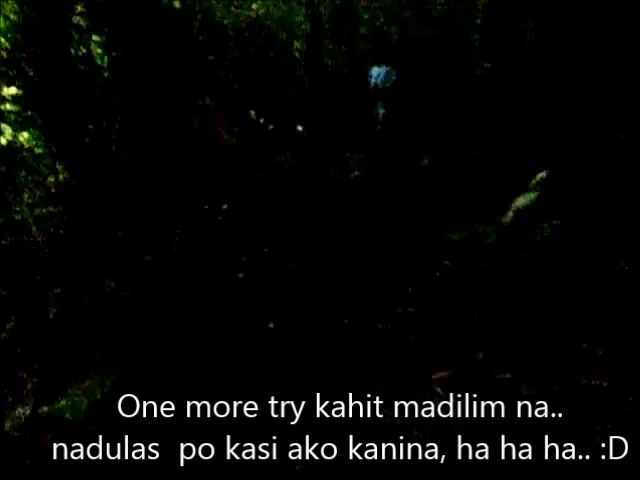 One more try kahit madilim na..
nadulas  po kasi ako kanina, ha ha ha.. :D